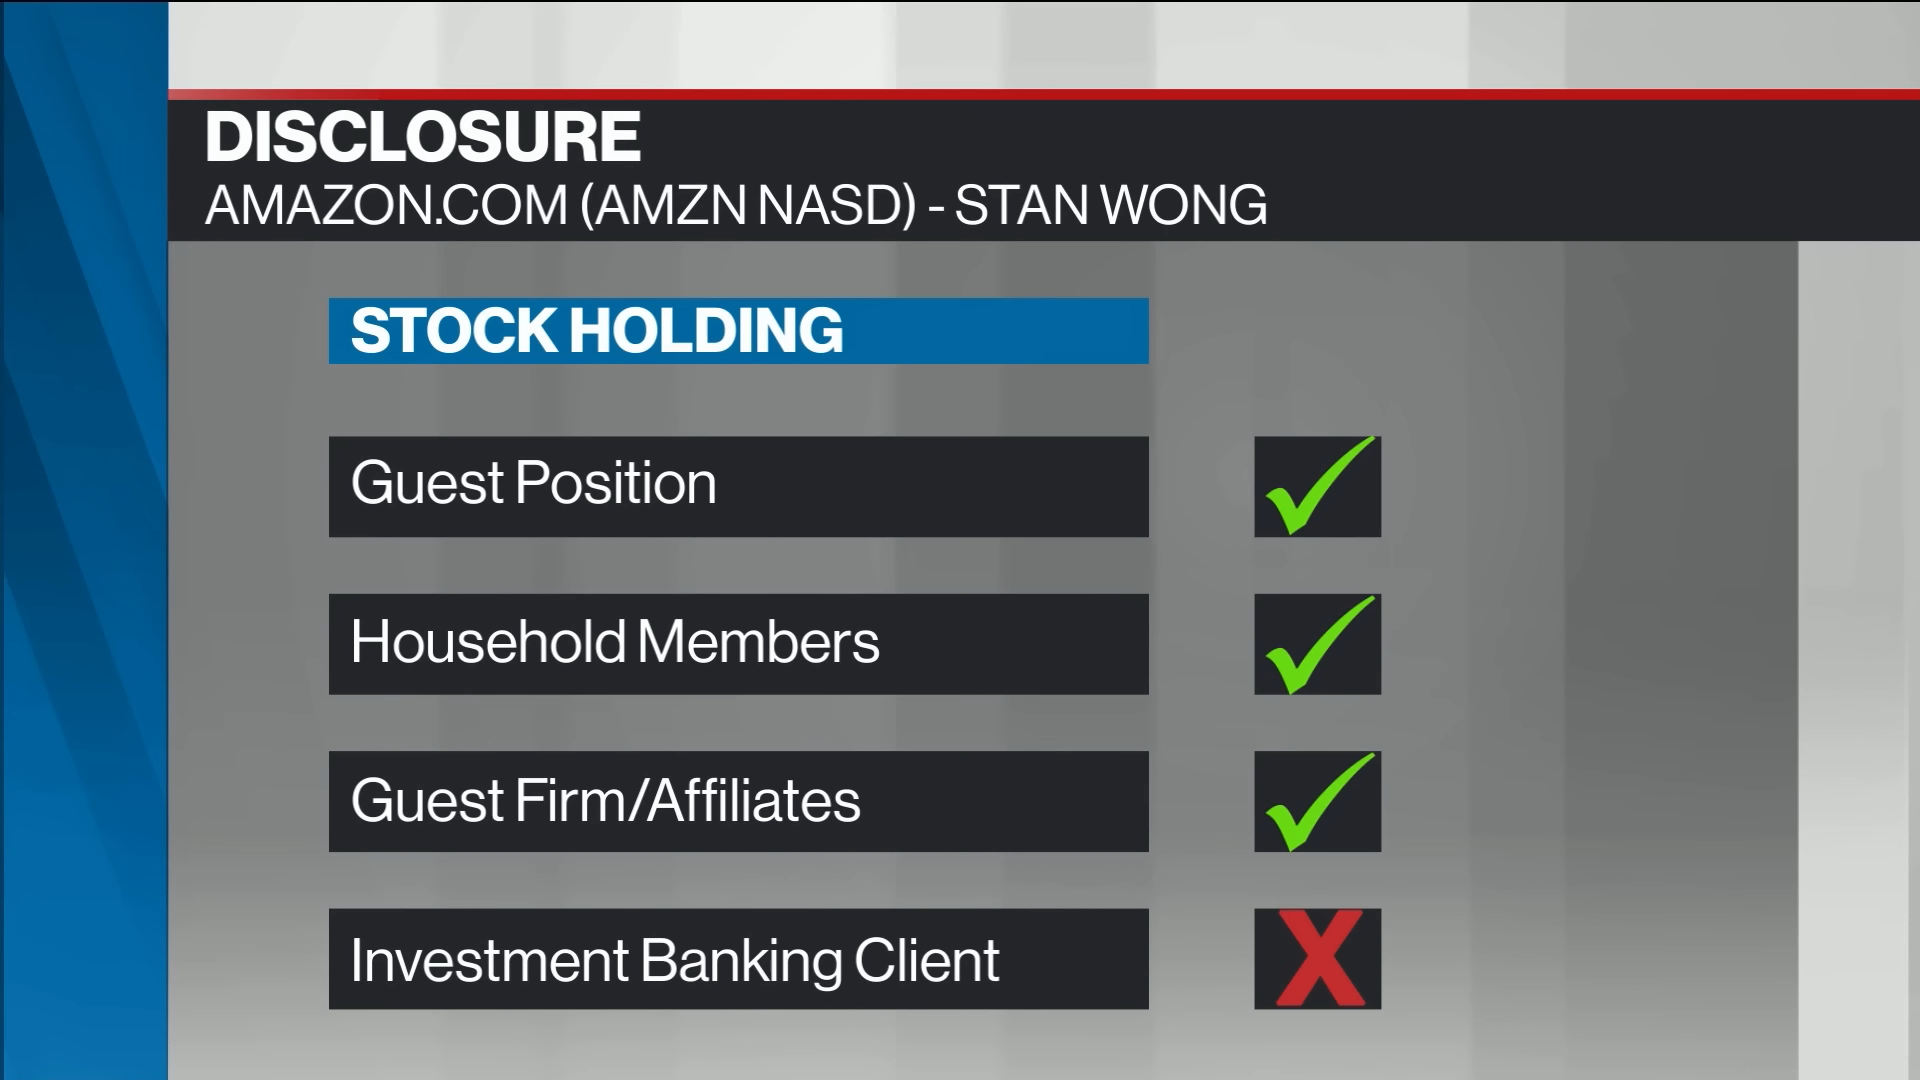 DISCLOSURE
AMAZON.COM (AMZN NASD) - STAN WONG
STOCK HOLDING
Guest Position
Household Members
Guest Firm/Affiliates
Investment Banking Client